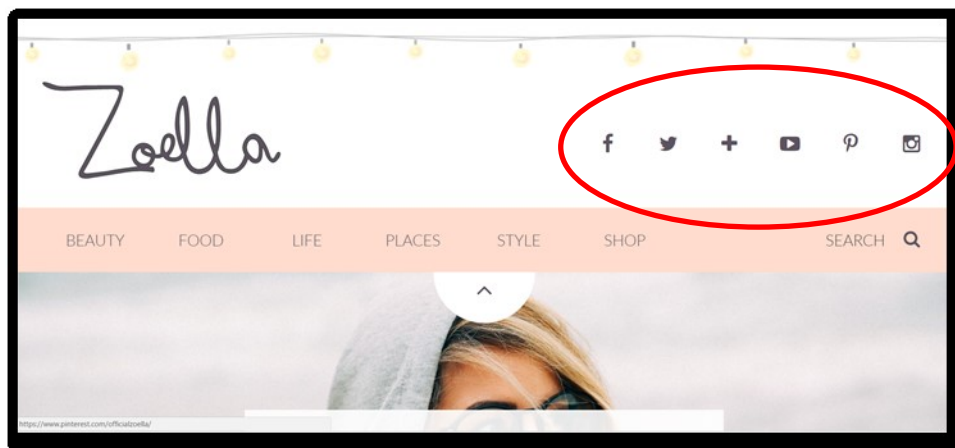 Zoella
BEAUTY FOOD LIFE PLACES STYLE SHOP SEARCH
https://www.pinterest.com/officialzoella/